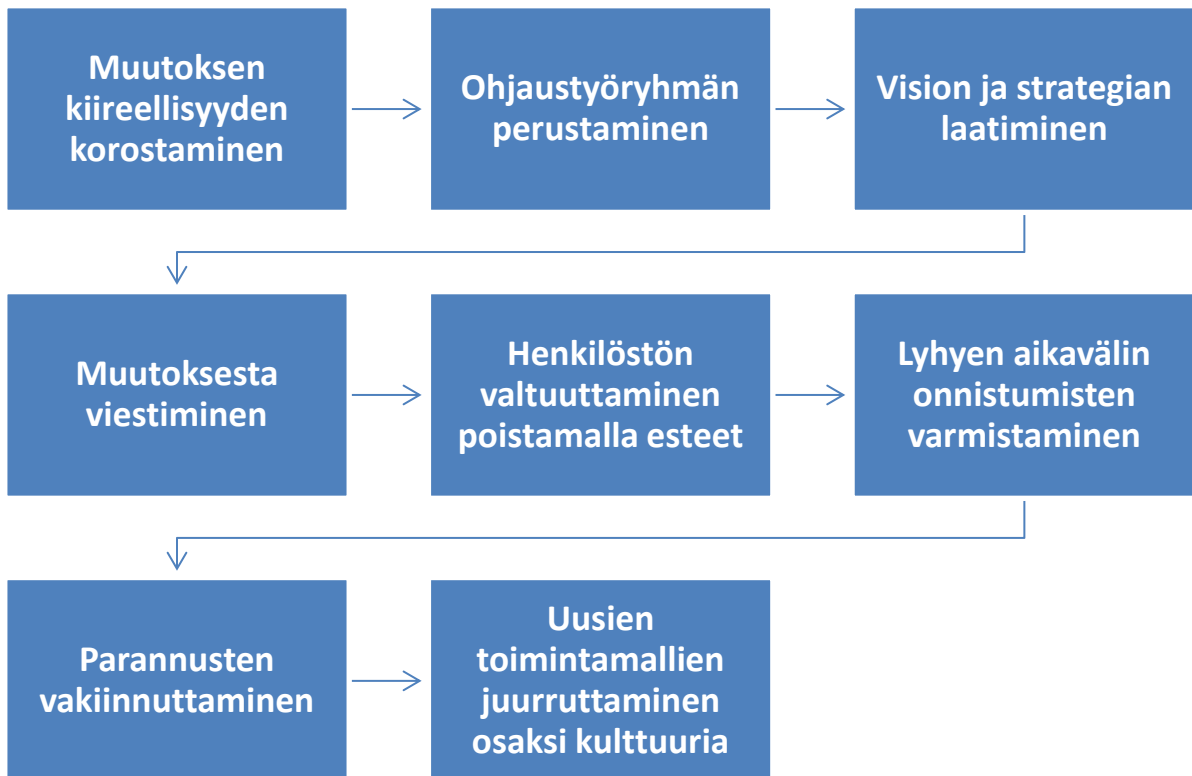 Muutoksen
kiireellisyyden
korostaminen
Ohjaustyöryhmän
perustaminen
Vision ja strategian
laatiminen
Muutoksesta
viestiminen
Henkilöstön
valtuuttaminen
poistamalla esteet
Lyhyen aikavälin
onnistumisten
varmistaminen
Parannusten
vakiinnuttaminen
Uusien
toimintamallien
juurruttaminen
osaksi kulttuuria